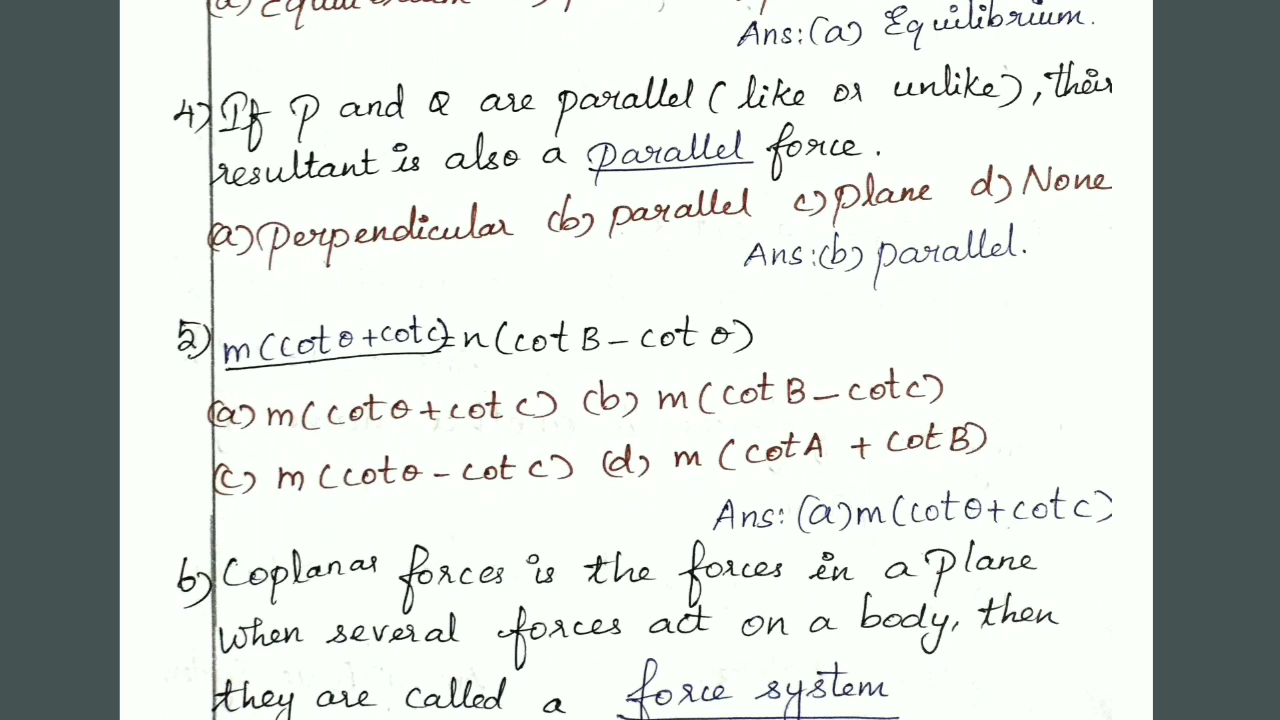 Ans:(a) Equilibrium.
4) If P and Q are parallel (like or unlike), their
resultant is also a parallel force.
(a) perpendicular (b) parallel c) plane d) None
Ans:(b) parallel.
5) m(cotθ+cotc)=n(cot B - cot θ)
(a) m(cotθ+cot c) (b) m(cot B - cotc)
(c) m(cotθ - cot c) (d) m(cotA + cotB)
Ans: (a) m(cotθ+cot c)
6) Coplanar forces is the forces in a plane
when several forces act on a body, then
they are called a force system